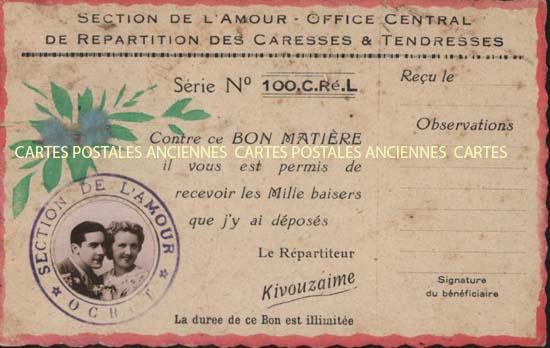 SECTION DE L'AMOUR - OFFICE CENTRAL
DE REPARTITION DES CARESSES & TENDRESSES
Série No 100.C.Ré.L
Contre ce BON MATIÈRE
il vous est permis de
recevoir les Mille baisers
que j'y ai déposés
Le Répartiteur
Kivouzaime
La duree de ce Bon est illimitée
Reçu le
Observations
Signature
du bénéficiaire
SECTION DE L'AMOUR
CARTES POSTALES ANCIENNES CARTES POSTALES ANCIENNES CARTES